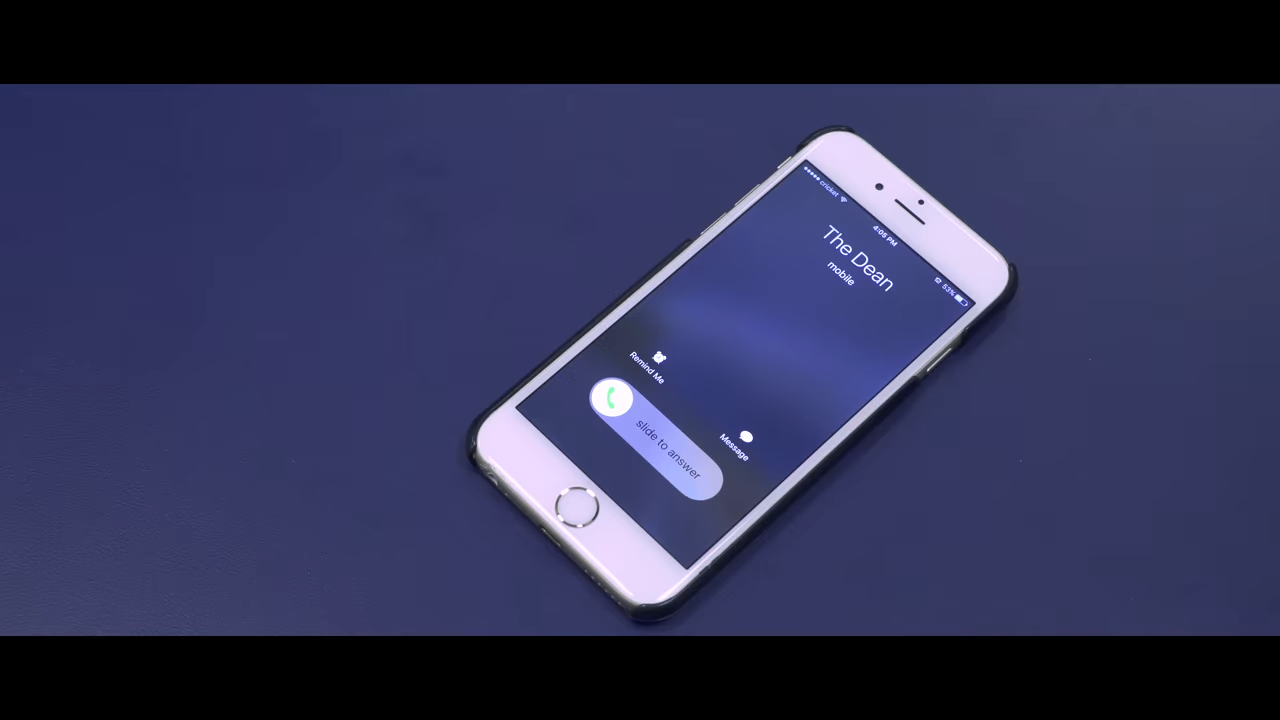 cricket
4:05 PM
53%
The Dean
mobile
Remind Me
Message
slide to answer